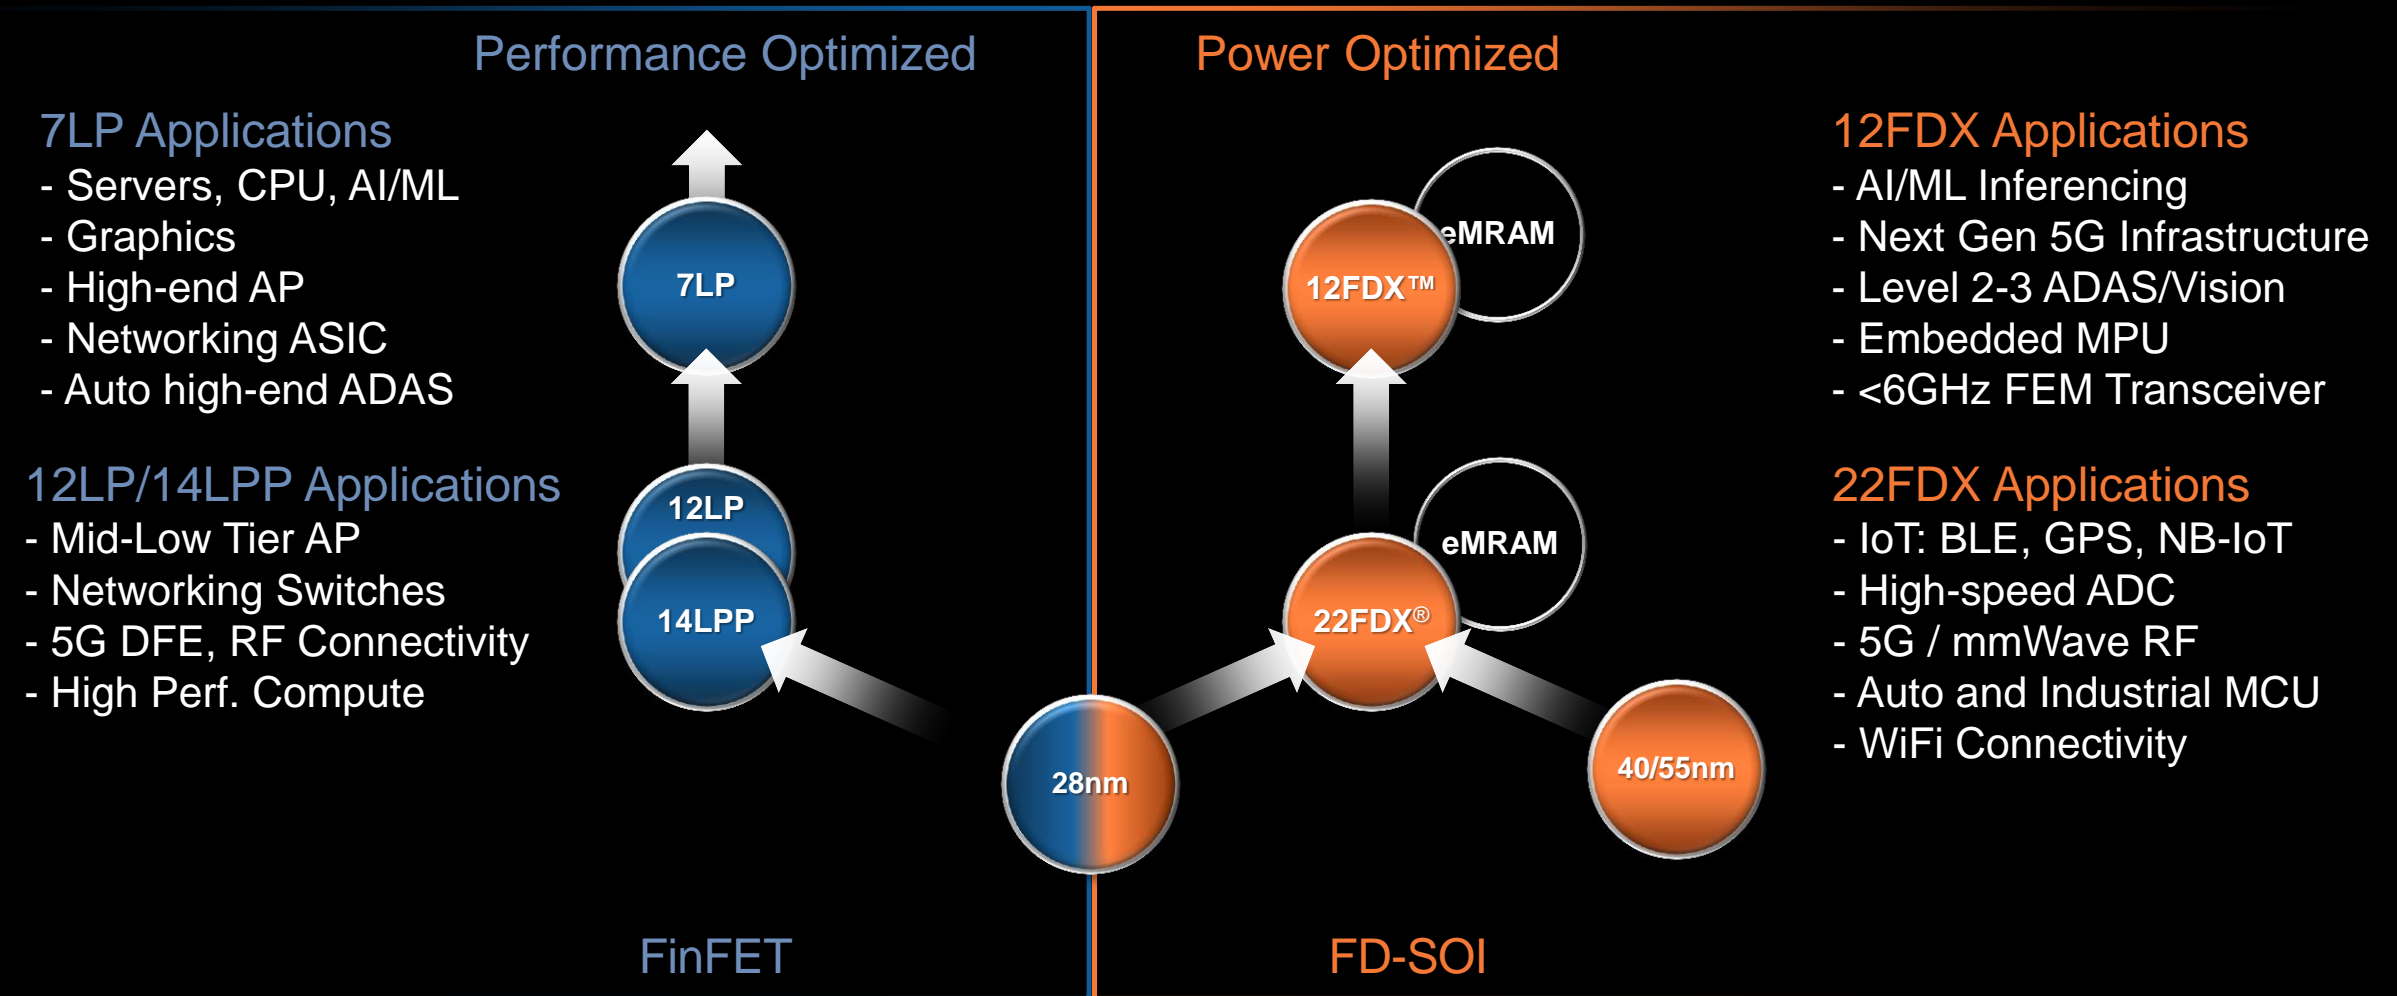 Performance Optimized
Power Optimized
7LP Applications
- Servers, CPU, AI/ML
- Graphics
- High-end AP
- Networking ASIC
- Auto high-end ADAS
12LP/14LPP Applications
- Mid-Low Tier AP
- Networking Switches
- 5G DFE, RF Connectivity
- High Perf. Compute
7LP
12LP
14LPP
28nm
FinFET
eMRAM
12FDX™
eMRAM
22FDX®
40/55nm
FD-SOI
12FDX Applications
- AI/ML Inferencing
- Next Gen 5G Infrastructure
- Level 2-3 ADAS/Vision
- Embedded MPU
- <6GHz FEM Transceiver
22FDX Applications
- IoT: BLE, GPS, NB-IoT
- High-speed ADC
- 5G / mmWave RF
- Auto and Industrial MCU
- WiFi Connectivity